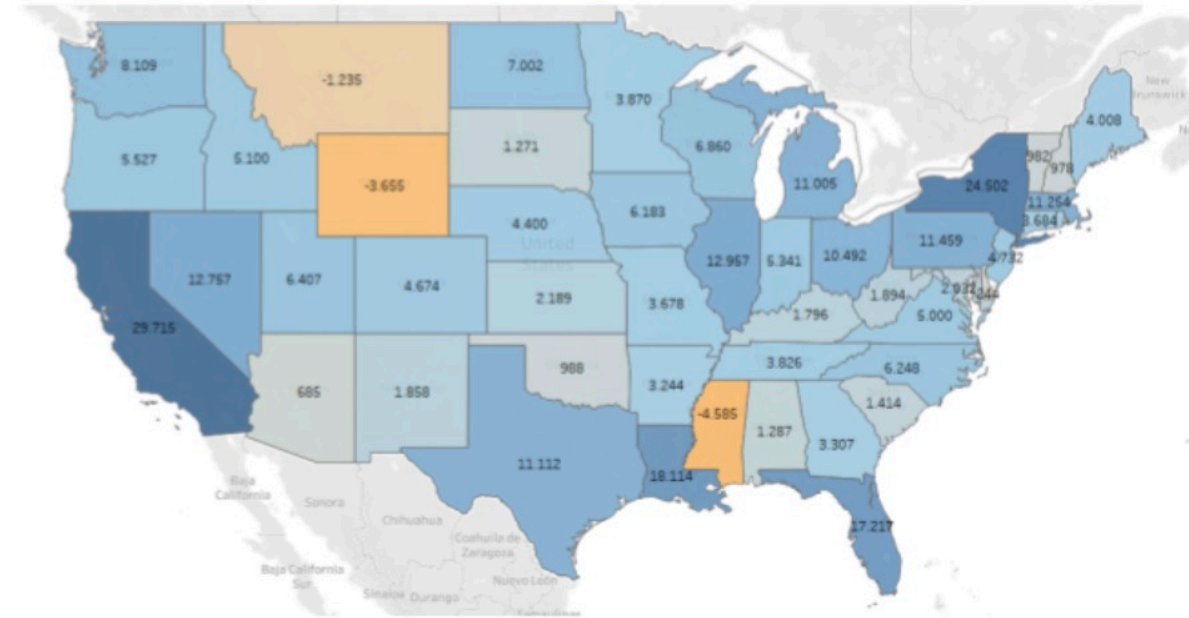 8.109
-1.235
7.002
3.870
New
Brunswick
4.008
5.527
5.100
-3.655
1.271
6.860
11.005
24.502
982
978
11.264
3.684
4.400
6.183
United
States
12.757
6.407
4.674
2.189
3.678
12.957
5.341
10.492
11.459
4.732
1.894
5.000
1.796
29.715
685
1.858
988
3.244
3.826
6.248
-4.585
1.287
3.307
1.414
11.112
18.114
17.217
Baja
California
Sonora
Chihuahua
Coahuila de
Zaragoza
Baja California
Sur
Sinaloa
Durango
Nuevo León
Tamaulipas